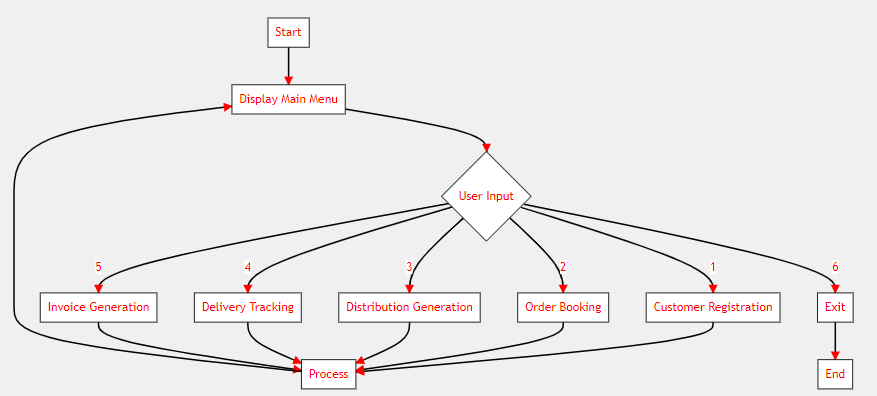 Start
Display Main Menu
User Input
5 4 3 2 1 6
Invoice Generation Delivery Tracking Distribution Generation Order Booking Customer Registration Exit
Process End